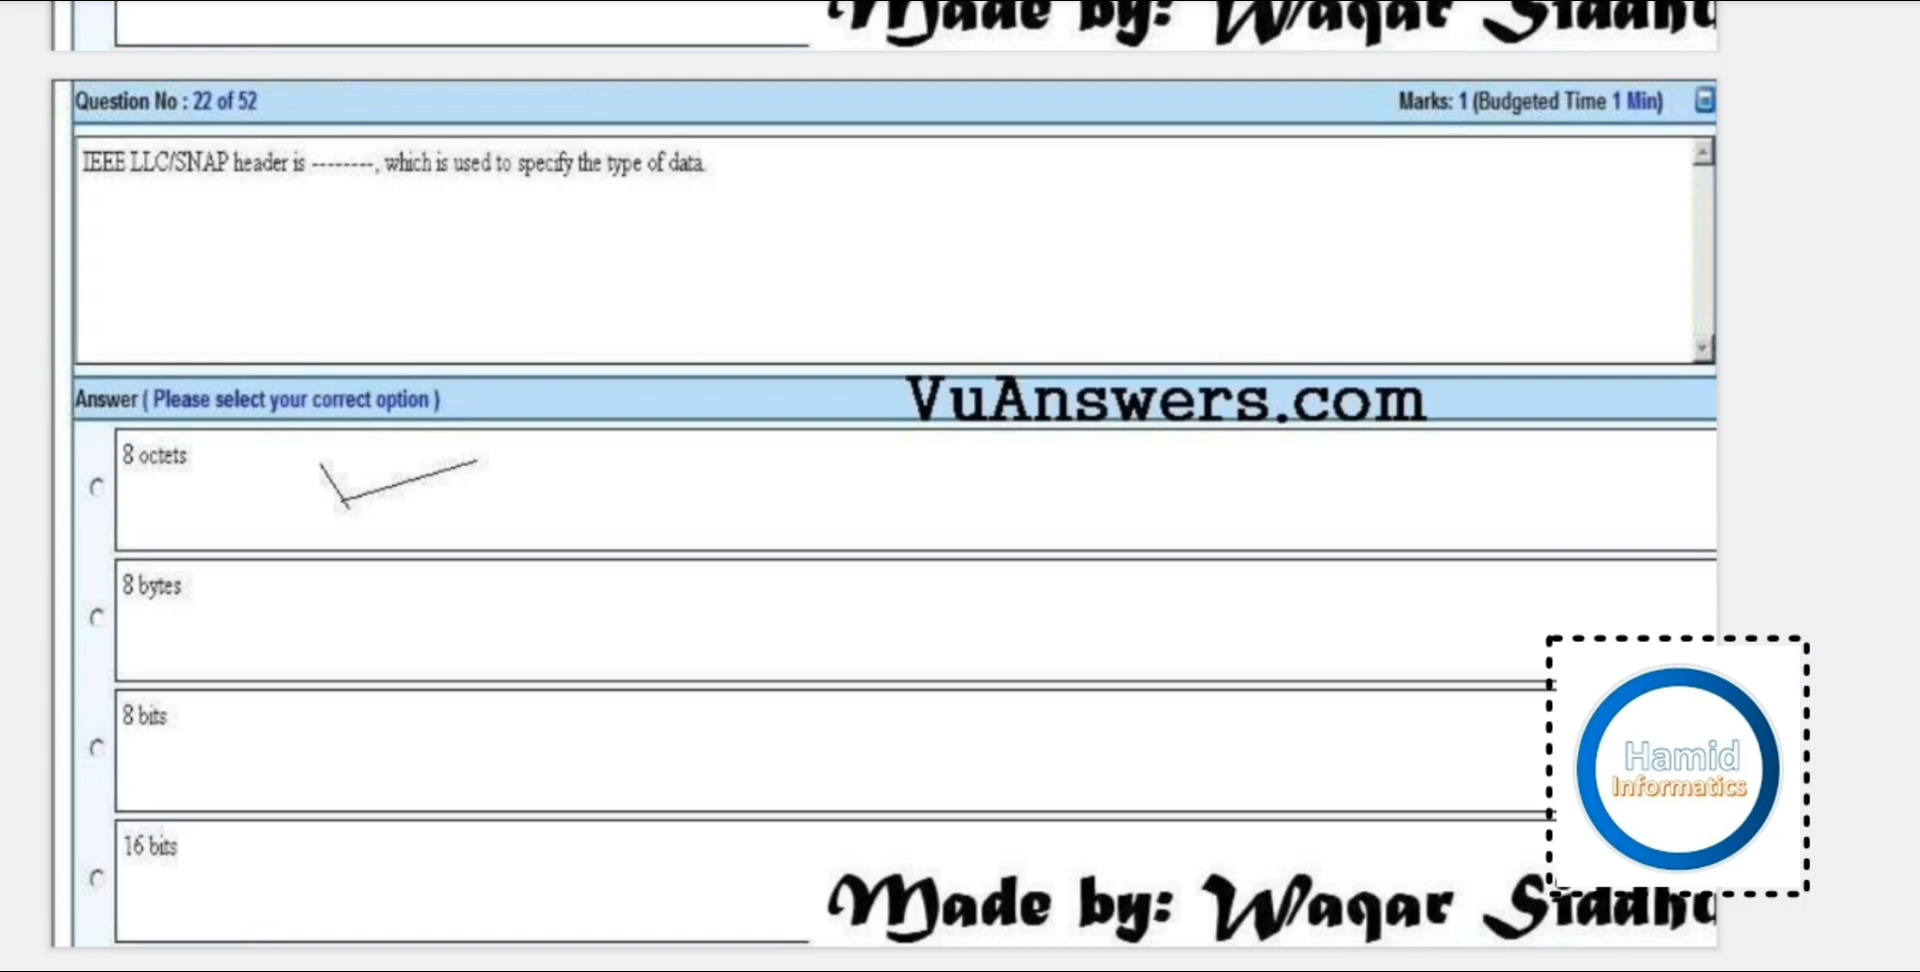 Made by: Waqar Siddhu
Question No : 22 of 52
Marks: 1 (Budgeted Time 1 Min)
IEEE LLC/SNAP header is --------, which is used to specify the type of data.
Answer ( Please select your correct option )
VuAnswers.com
8 octets
8 bytes
8 bits
16 bits
Hamid
Informatics
Made by: Waqar Siddhu